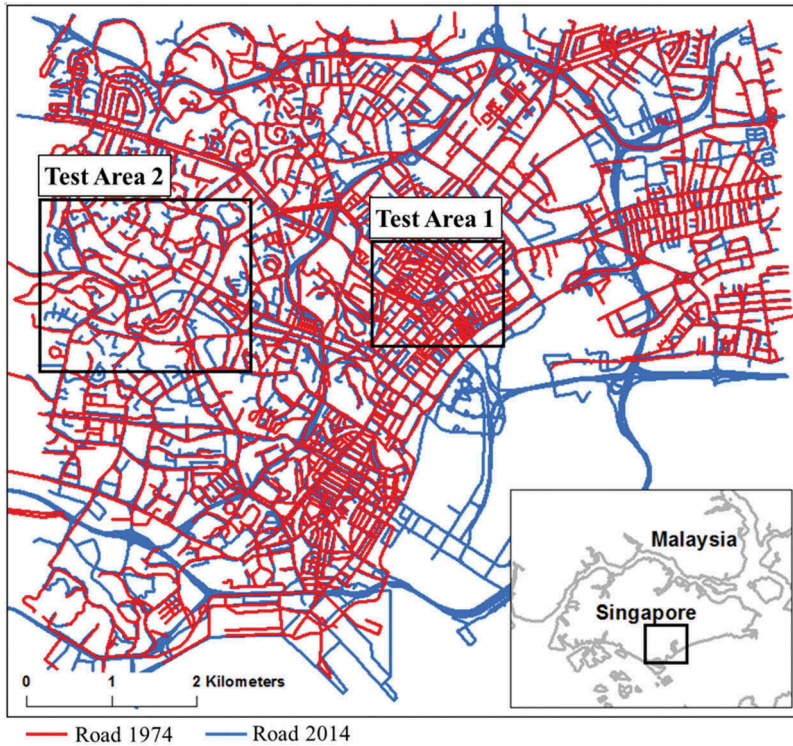 Test Area 2
Test Area 1
Malaysia
Singapore
0 1 2 Kilometers
Road 1974 Road 2014